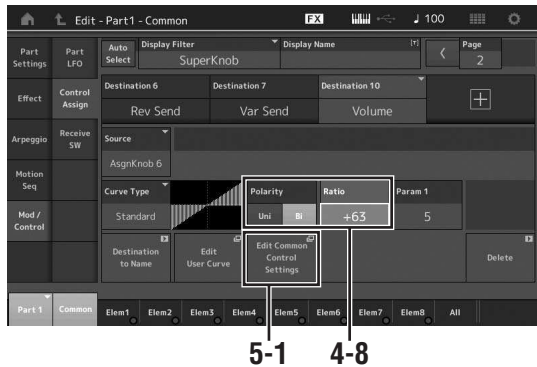 Edit - Part1 - Common
FX
100
Part Settings
Part LFO
Auto Select
Display Filter
SuperKnob
Display Name
[T]
Page
2
Effect
Control Assign
Destination 6
Rev Send
Destination 7
Var Send
Destination 10
Volume
Arpeggio
Receive SW
Source
AsgnKnob 6
Motion Seq
Curve Type
Standard
Polarity
Uni
Bi
Ratio
+63
Param 1
5
Mod / Control
Destination to Name
Edit User Curve
Edit Common Control Settings
Delete
Part 1
Common
Elem1
Elem2
Elem3
Elem4
Elem5
Elem6
Elem7
Elem8
All
5-1
4-8